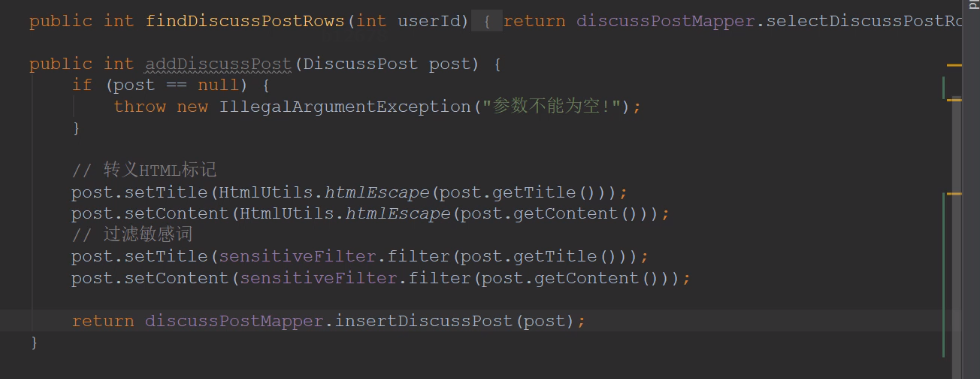 public int findDiscussPostRows(int userId) { return discussPostMapper.selectDiscussPostRo
public int addDiscussPost(DiscussPost post) {
if (post == null) {
throw new IllegalArgumentException("参数不能为空!");
}
// 转义HTML标记
post.setTitle(HtmlUtils.htmlEscape(post.getTitle()));
post.setContent(HtmlUtils.htmlEscape(post.getContent()));
// 过滤敏感词
post.setTitle(sensitiveFilter.filter(post.getTitle()));
post.setContent(sensitiveFilter.filter(post.getContent()));
return discussPostMapper.insertDiscussPost(post);
}